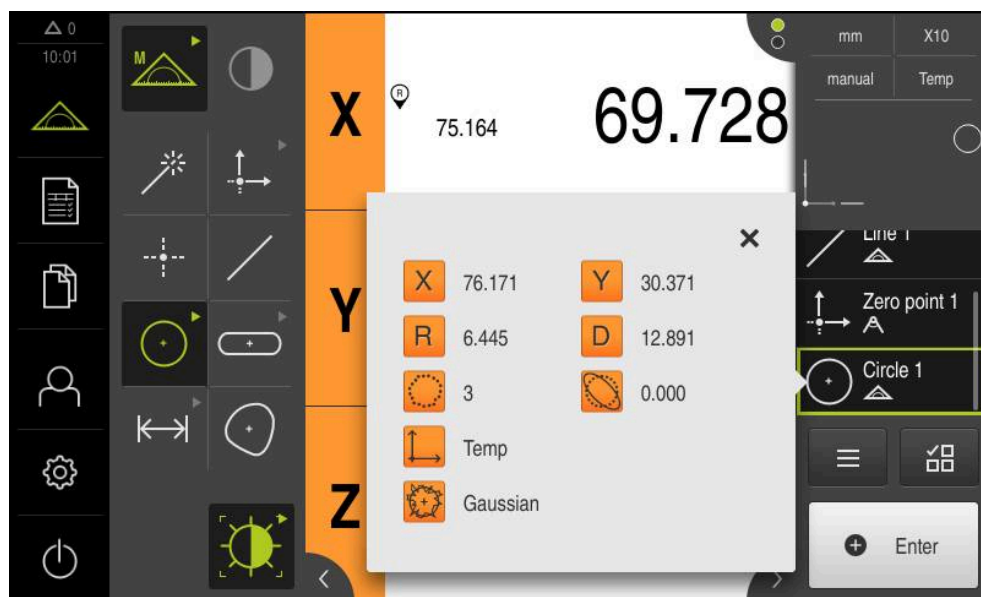 0
10:01
M
X
R
75.164
69.728
mm
X10
manual
Temp
Y
Z
X
76.171
Y
30.371
R
6.445
D
12.891
3
0.000
Temp
Gaussian
Line 1
Zero point 1
Circle 1
Enter